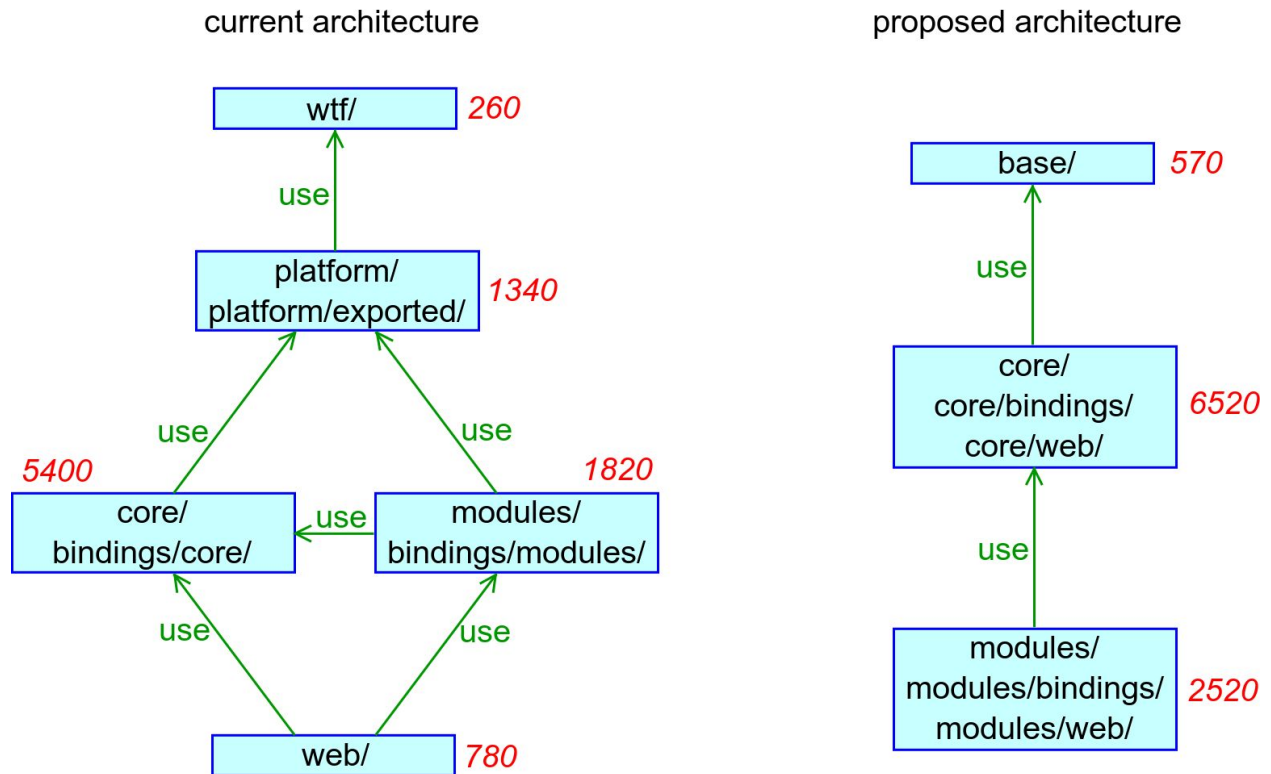 current architecture
wtf/
260
use
platform/
platform/exported/
1340
use
use
5400
1820
core/
bindings/core/
use
modules/
bindings/modules/
use
use
web/
780
proposed architecture
base/
570
use
core/
core/bindings/
core/web/
6520
use
modules/
modules/bindings/
modules/web/
2520